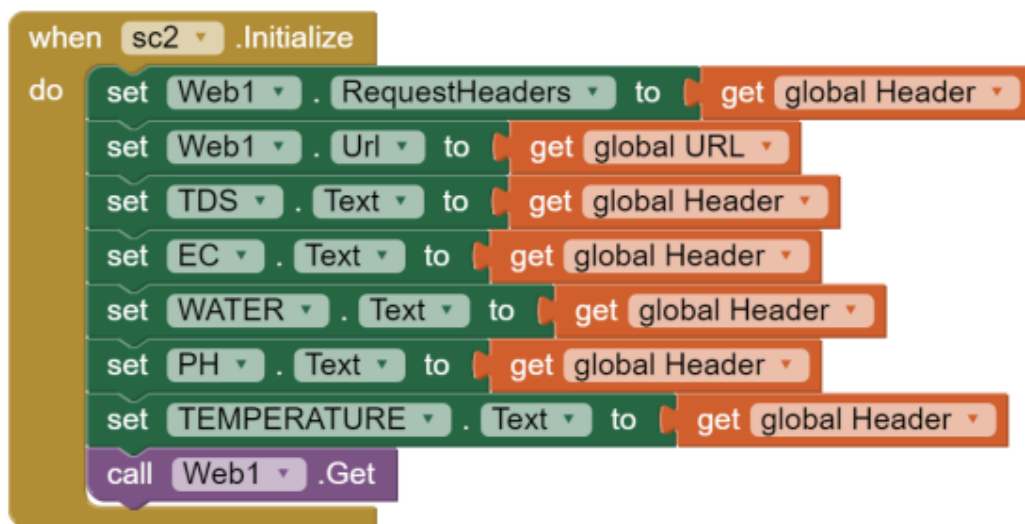 when sc2 .Initialize
do set Web1 . RequestHeaders to get global Header
set Web1 . Url to get global URL
set TDS . Text to get global Header
set EC . Text to get global Header
set WATER . Text to get global Header
set PH . Text to get global Header
set TEMPERATURE . Text to get global Header
call Web1 .Get